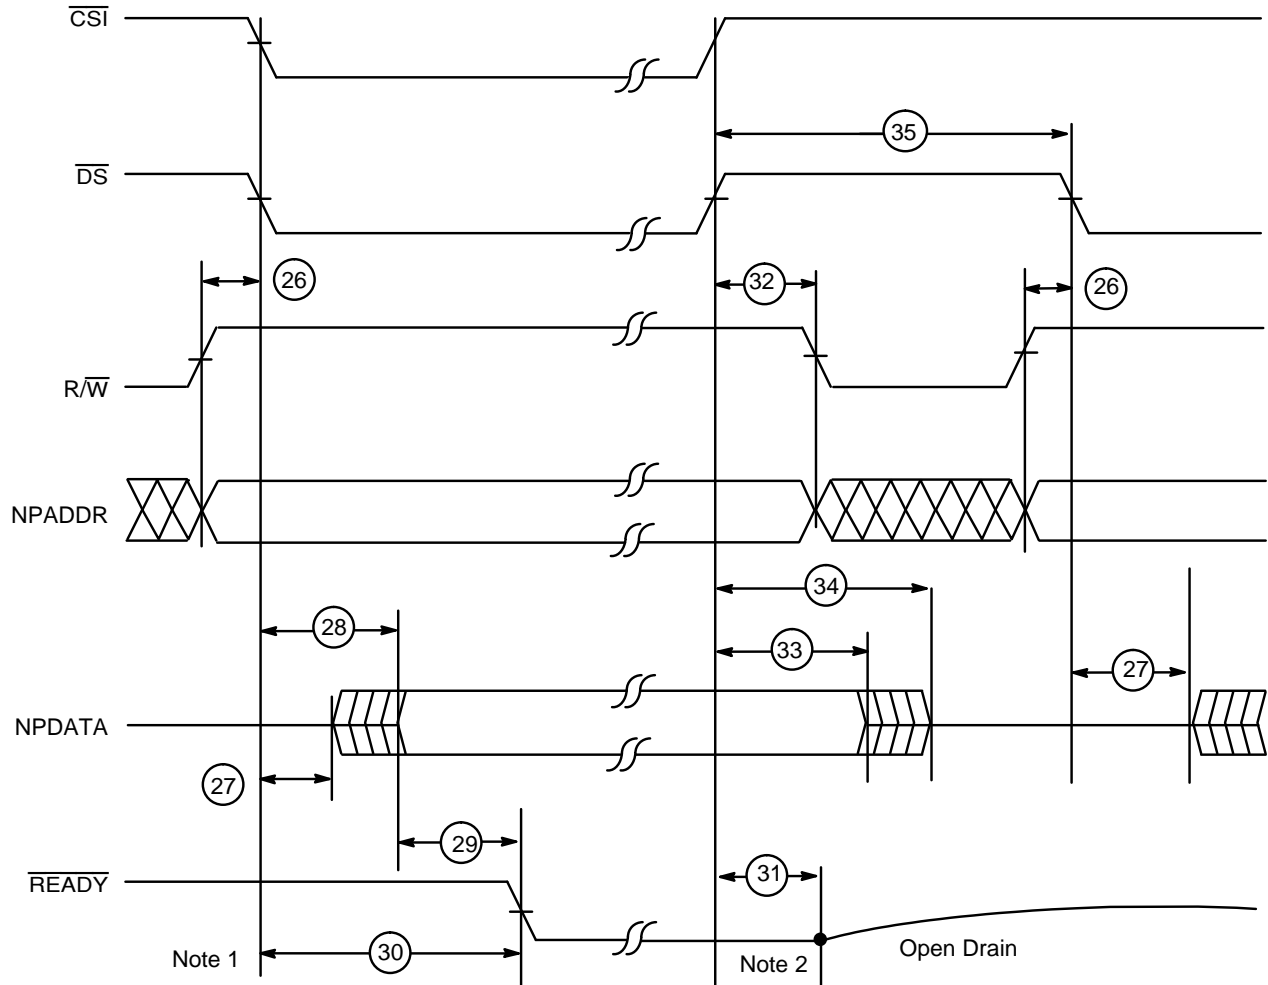 CSI
35
DS
26
32
26
R/W
NPADDR
34
28
33
27
NPDATA
27
29
READY
31
Note 1
30
Note 2
Open Drain